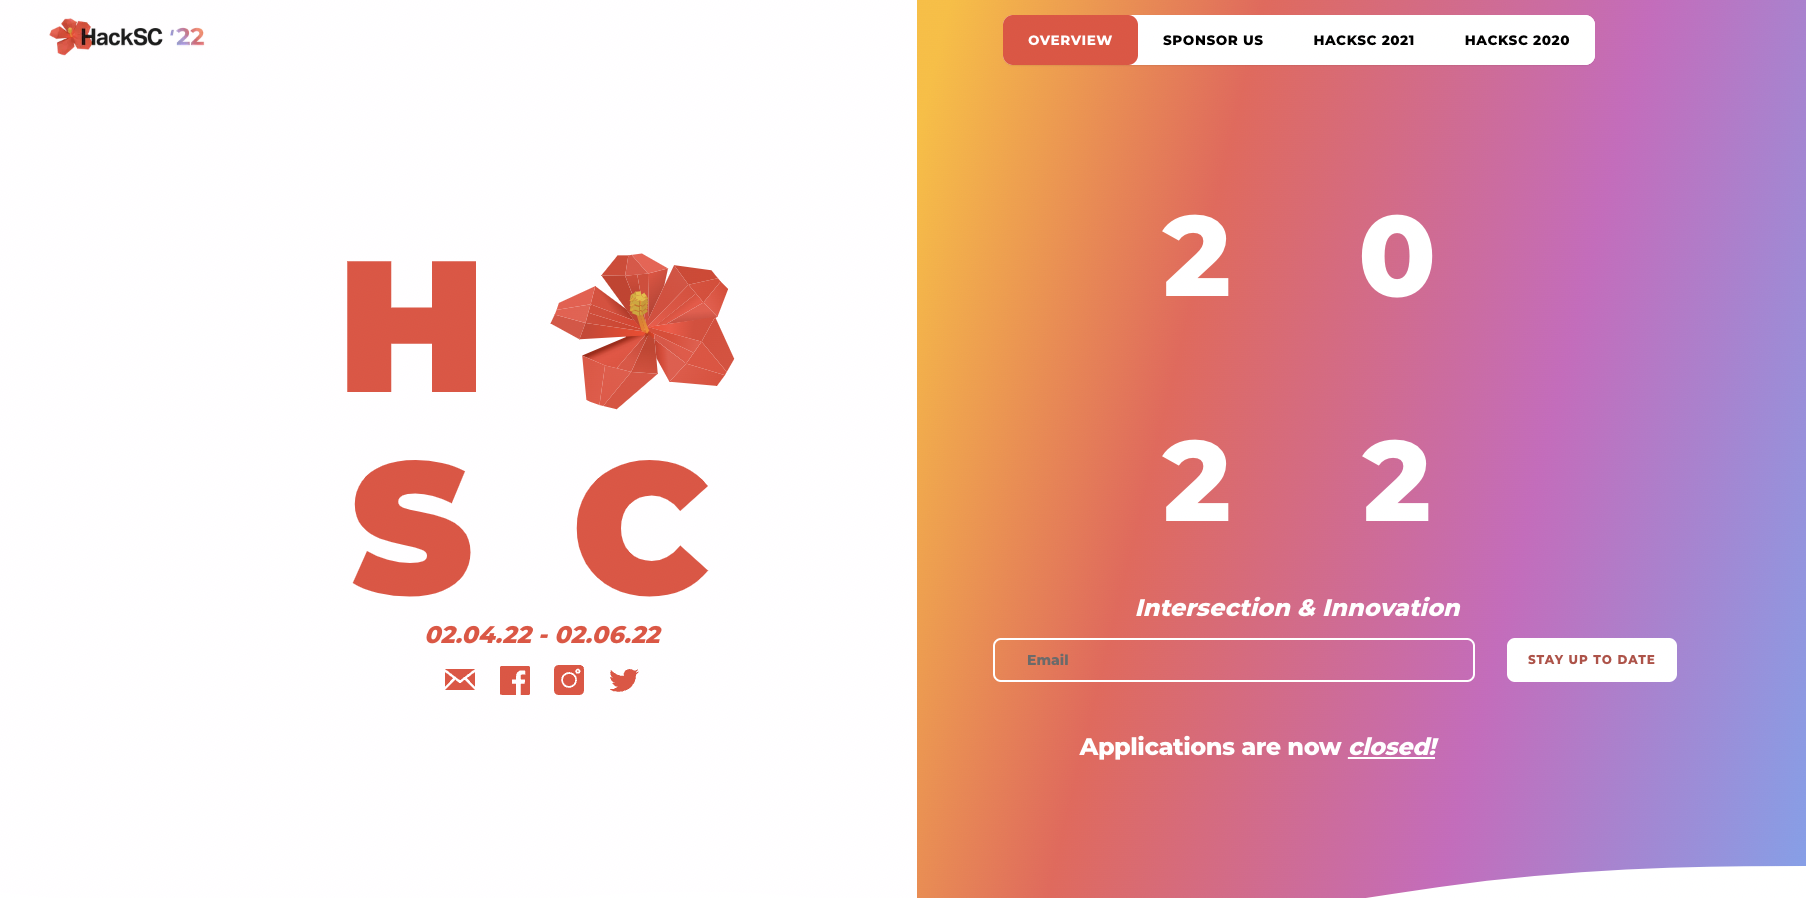 HackSC ‘22
OVERVIEW
SPONSOR US
HACKSC 2021
HACKSC 2020
H
S C
02.04.22 - 02.06.22
2 0
2 2
Intersection & Innovation
Email
STAY UP TO DATE
Applications are now closed!